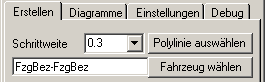 Erstellen Diagramme Einstellungen Debug
Schrittweite 0.3 Polylinie auswählen
FzgBez-FzgBez Fahrzeug wählen